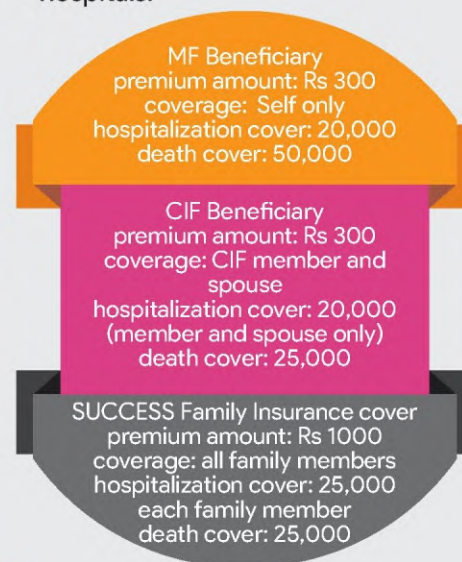 hospitals.
MF Beneficiary
premium amount: Rs 300
coverage: Self only
hospitalization cover: 20,000
death cover: 50,000
CIF Beneficiary
premium amount: Rs 300
coverage: CIF member and
spouse
hospitalization cover: 20,000
(member and spouse only)
death cover: 25,000
SUCCESS Family Insurance cover
premium amount: Rs 1000
coverage: all family members
hospitalization cover: 25,000
each family member
death cover: 25,000